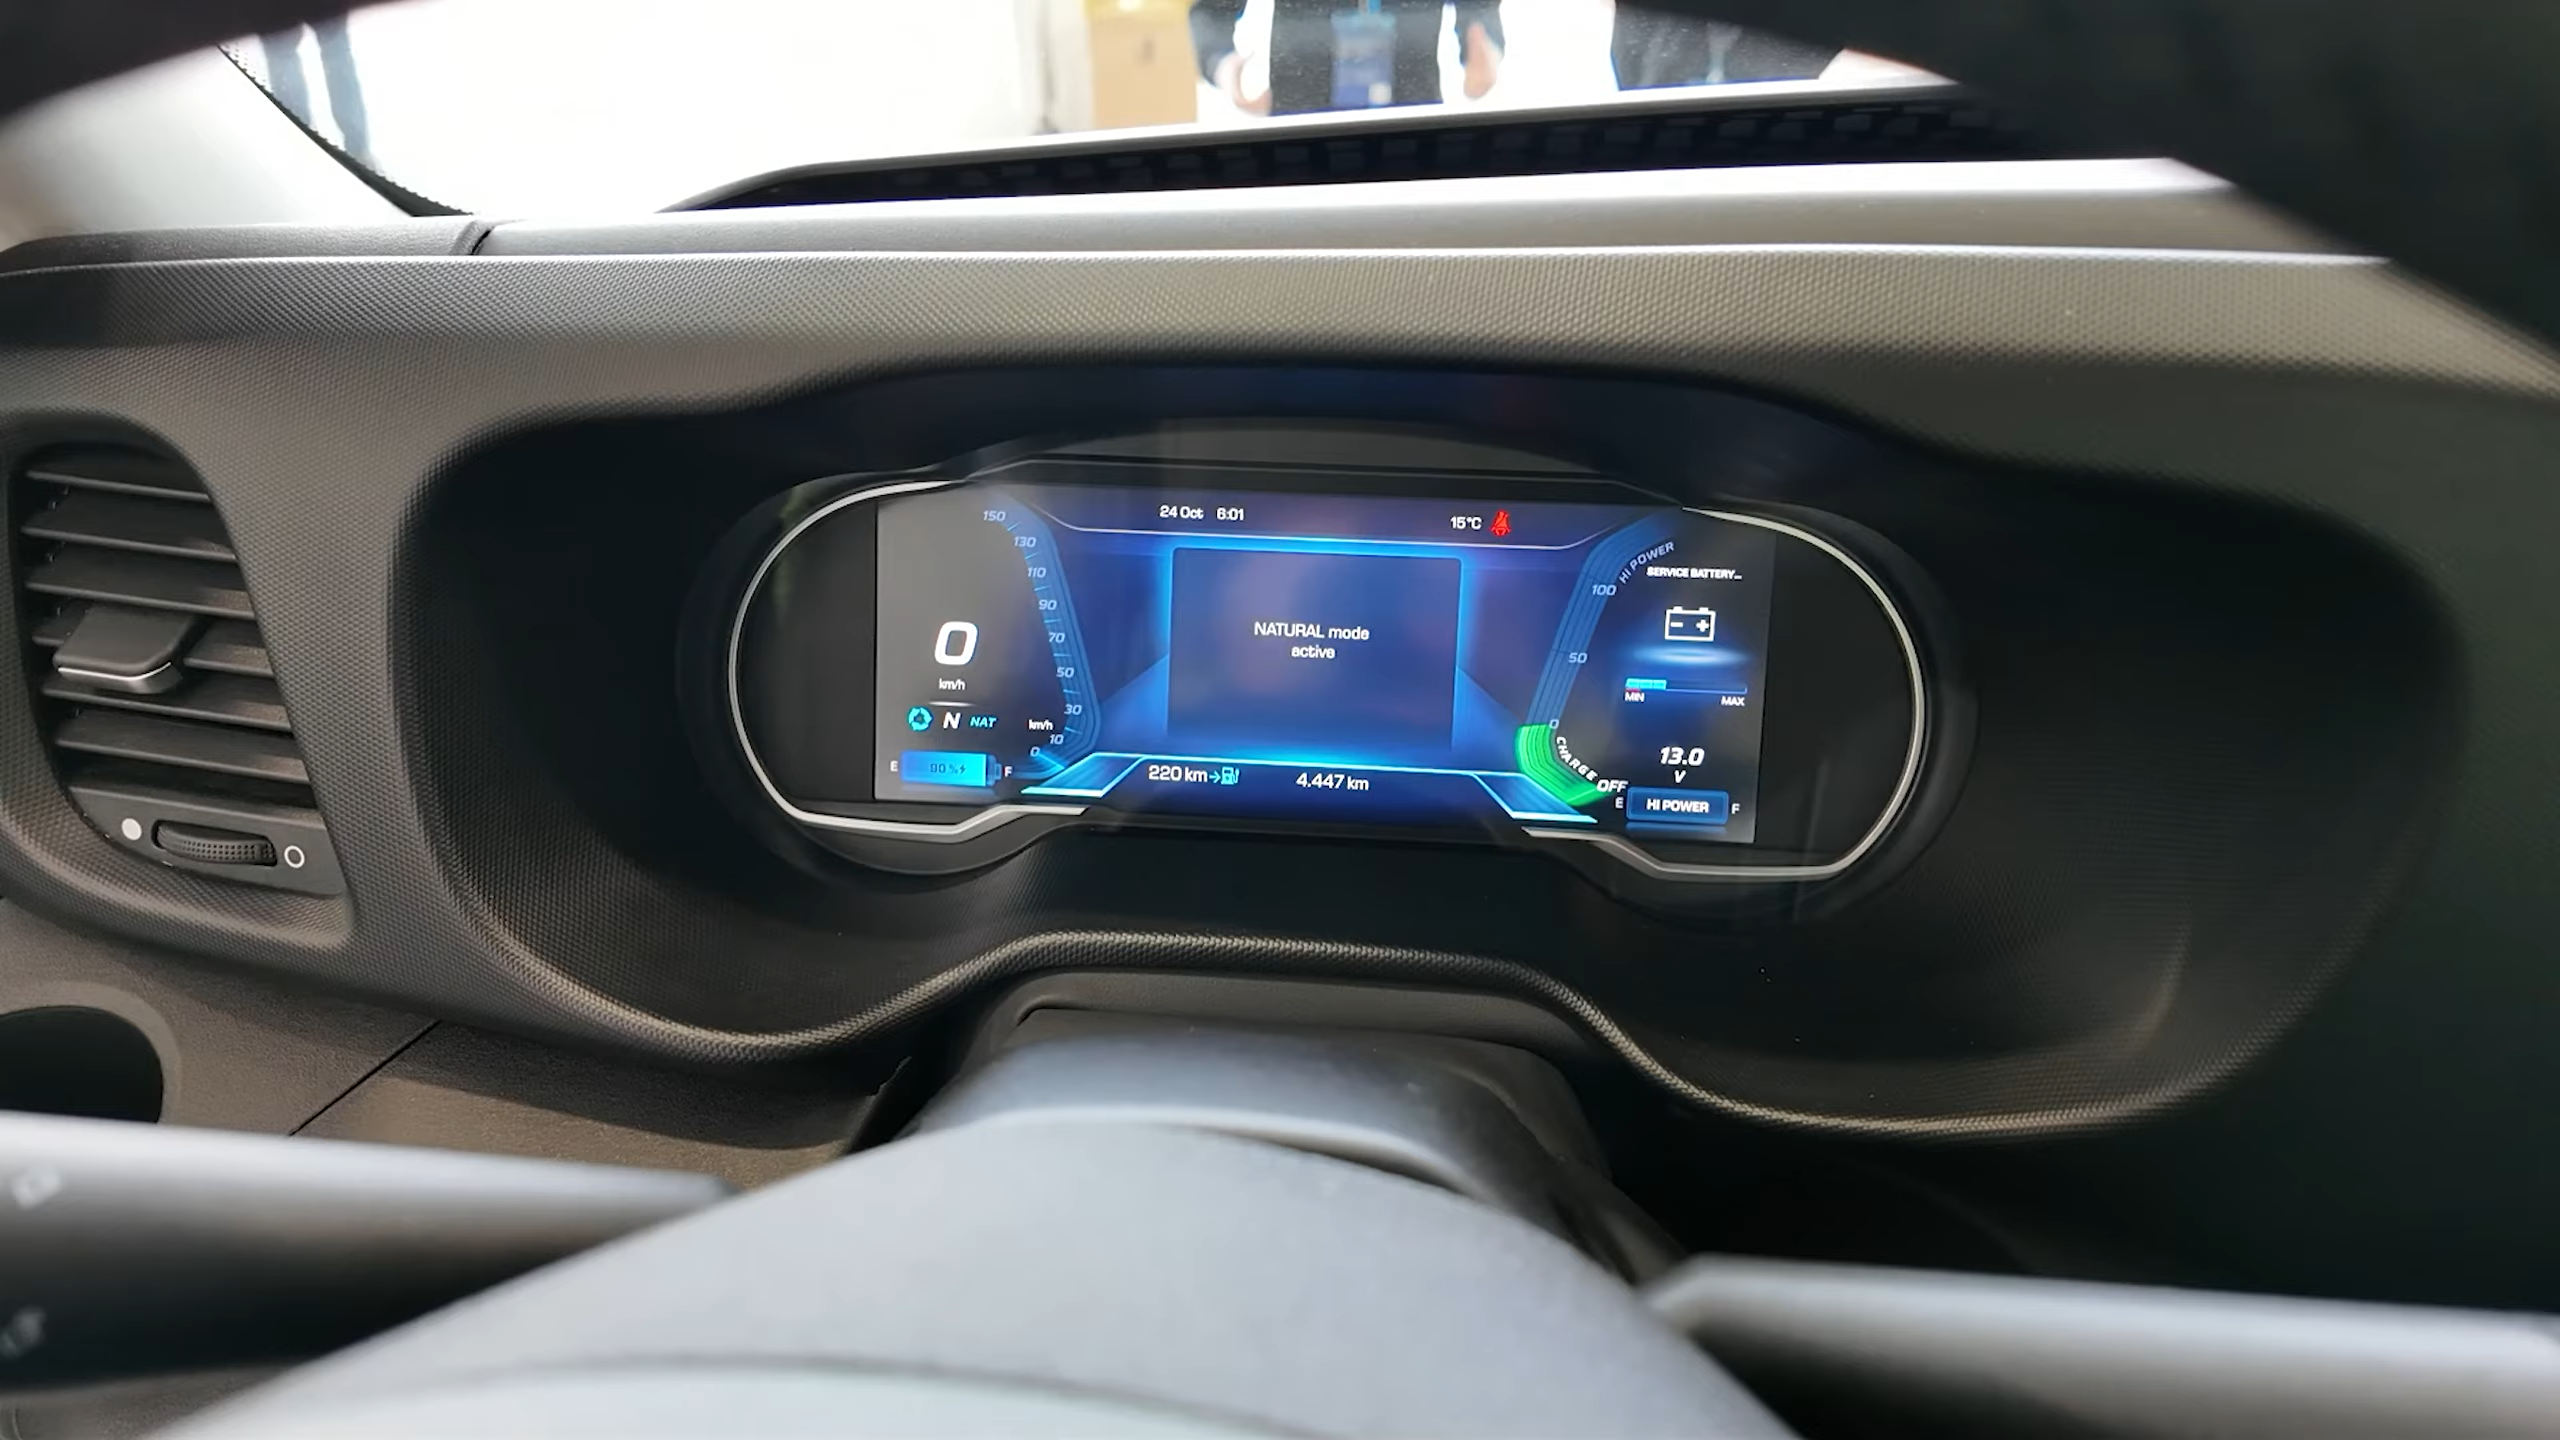 24 Oct 6:01
15°C
150
130
110
90
70
50
30
10
0
km/h
0
km/h
N NAT
E 90% F
NATURAL mode
active
220 km
4.447 km
HI POWER
100
50
0
CHARGE
OFF
SERVICE BATTERY...
- +
MIN MAX
13.0
V
E HI POWER F